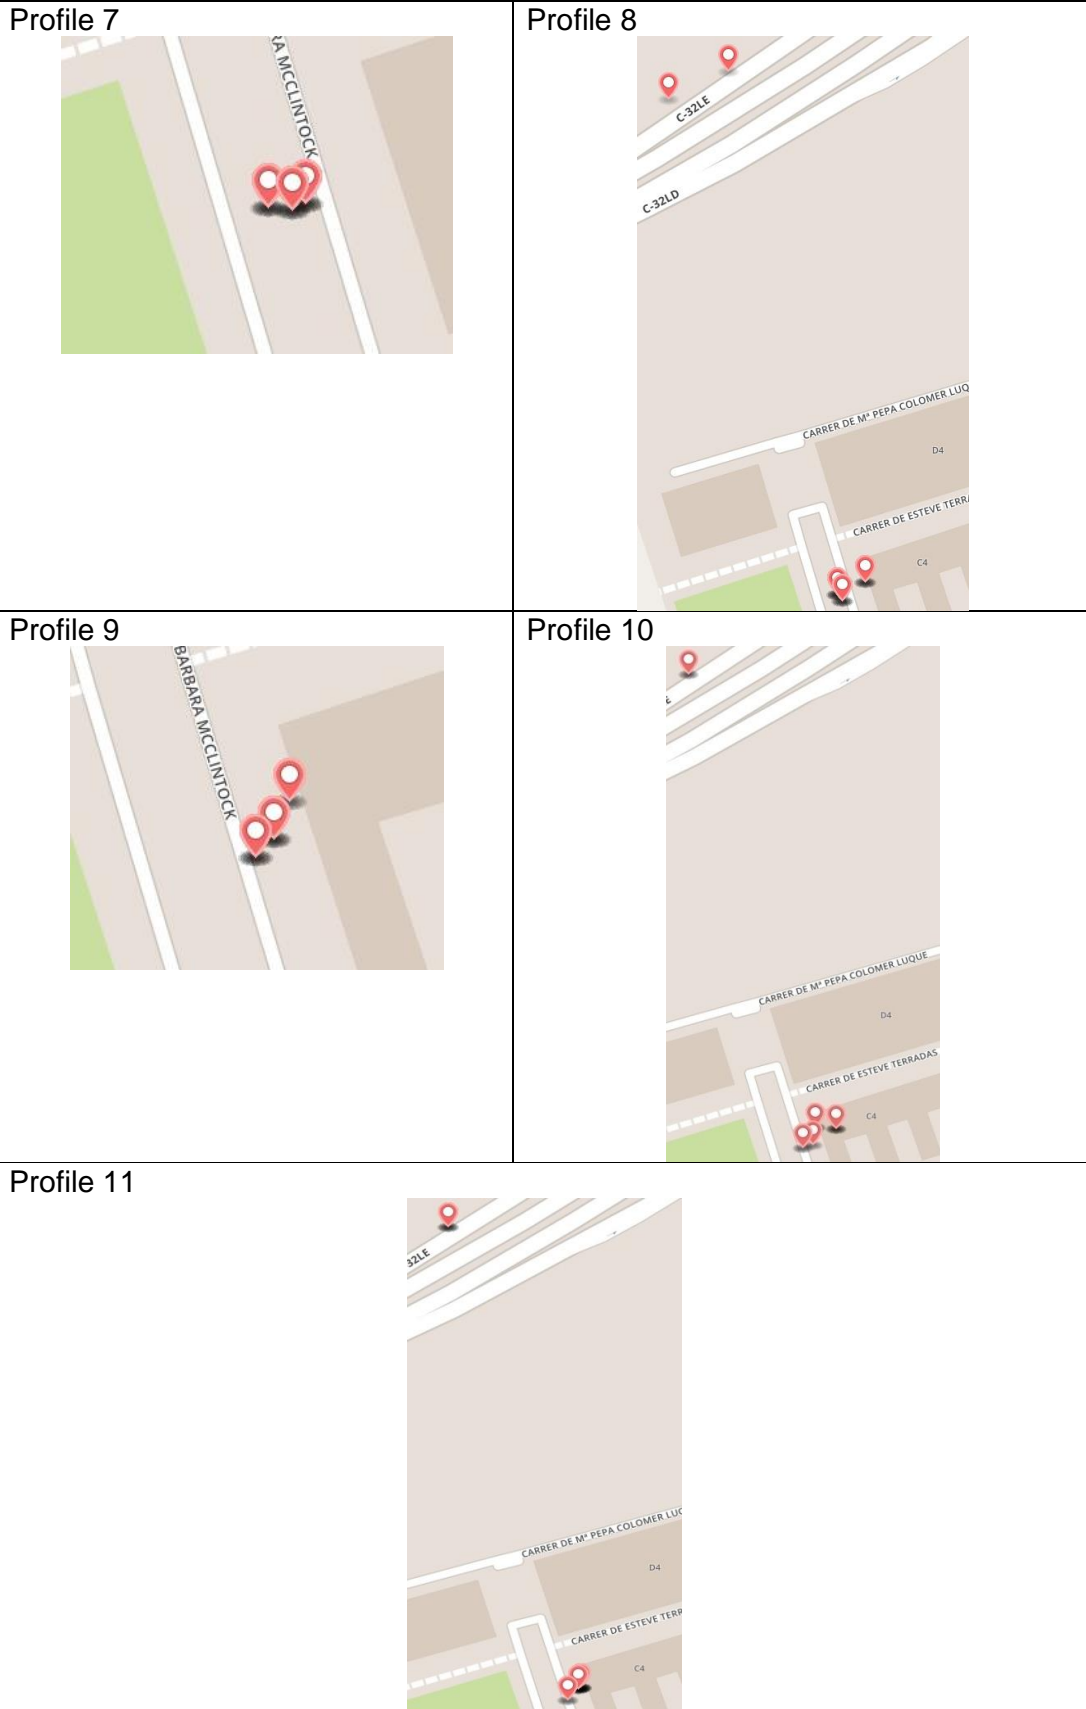 Profile 7
RA MCCLINTOCK
Profile 8
C-32LE
C-32LD
CARRER DE Mª PEPA COLOMER LUQ
D4
CARRER DE ESTEVE TERRA
C4
Profile 9
BARBARA MCCLINTOCK
Profile 10
E
CARRER DE Mª PEPA COLOMER LUQUE
D4
CARRER DE ESTEVE TERRADAS
C4
Profile 11
32LE
CARRER DE Mª PEPA COLOMER LUQ
D4
CARRER DE ESTEVE TERR
C4